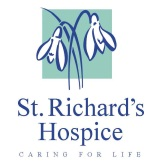 St. Richard's
Hospice
CARING FOR LIFE